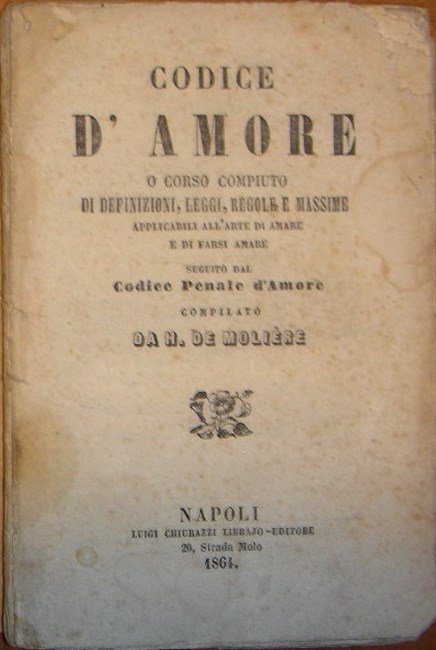 CODICE
D' AMORE
O CORSO COMPIUTO
DI DEFINIZIONI, LEGGI, REGOLE E MASSIME
APPLICABILI ALL'ARTE DI AMARE
E DI FARSI AMARE
SEGUITO DAL
Codice Penale d'Amore
COMPILATO
DA H. DE MOLIÈRE
NAPOLI
LUIGI CHIURAZZI LIBRAJO-EDITORE
20, Strada Molo
1864.